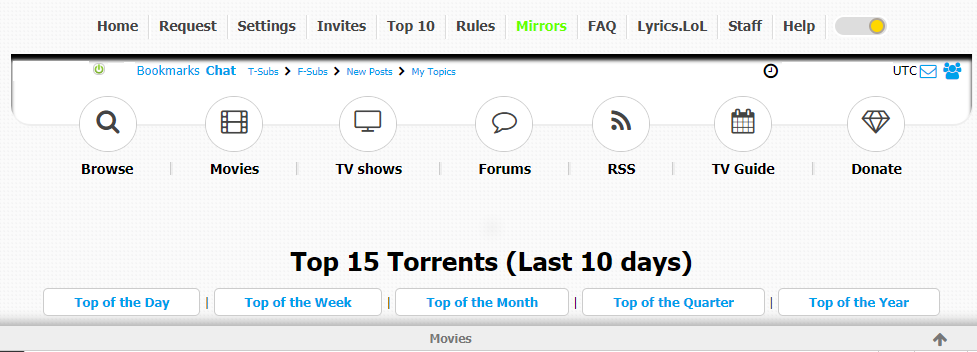 Home Request Settings Invites Top 10 Rules Mirrors FAQ Lyrics.LoL Staff Help
Bookmarks Chat T-Subs F-Subs New Posts My Topics UTC
Browse Movies TV shows Forums RSS TV Guide Donate
Top 15 Torrents (Last 10 days)
Top of the Day | Top of the Week | Top of the Month | Top of the Quarter | Top of the Year
Movies